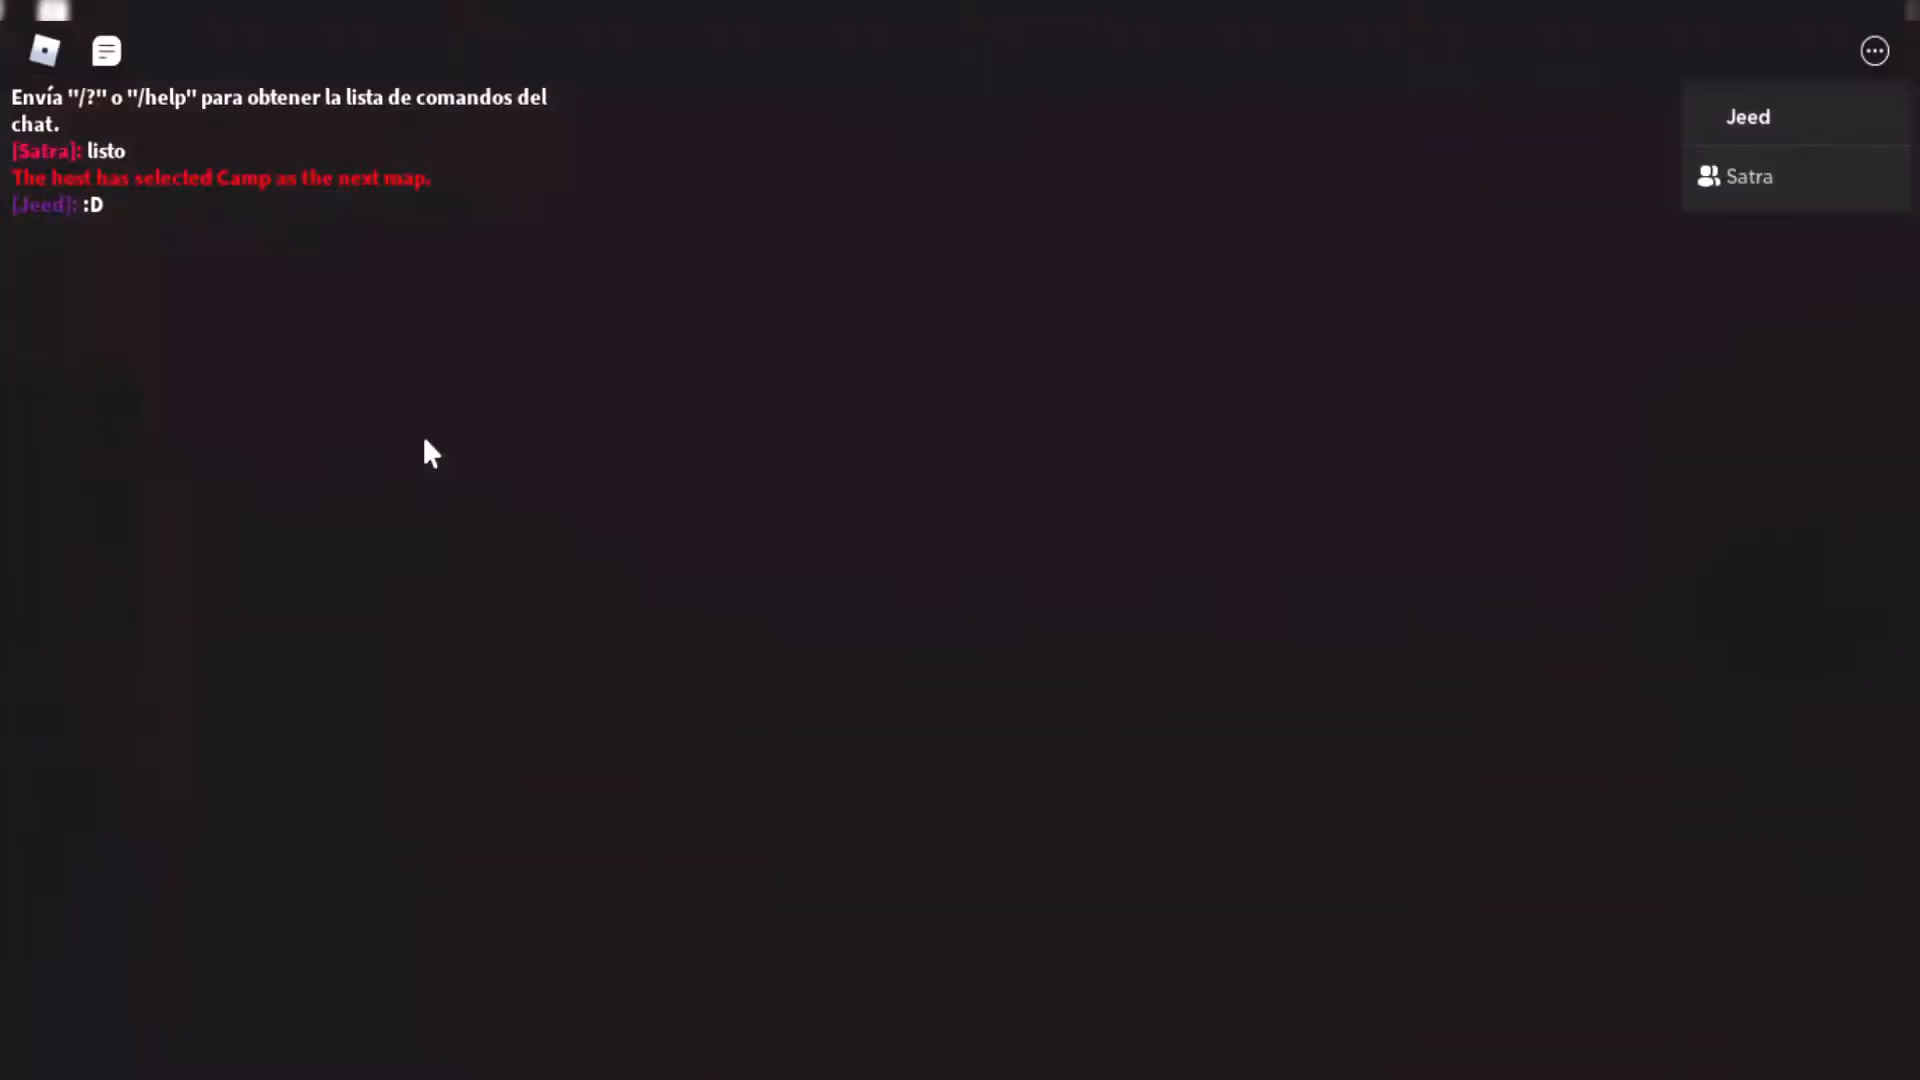 Envía "/?" o "/help" para obtener la lista de comandos del
chat.
[Satra]: listo
The host has selected Camp as the next map.
[Jeed]: :D
Jeed
Satra